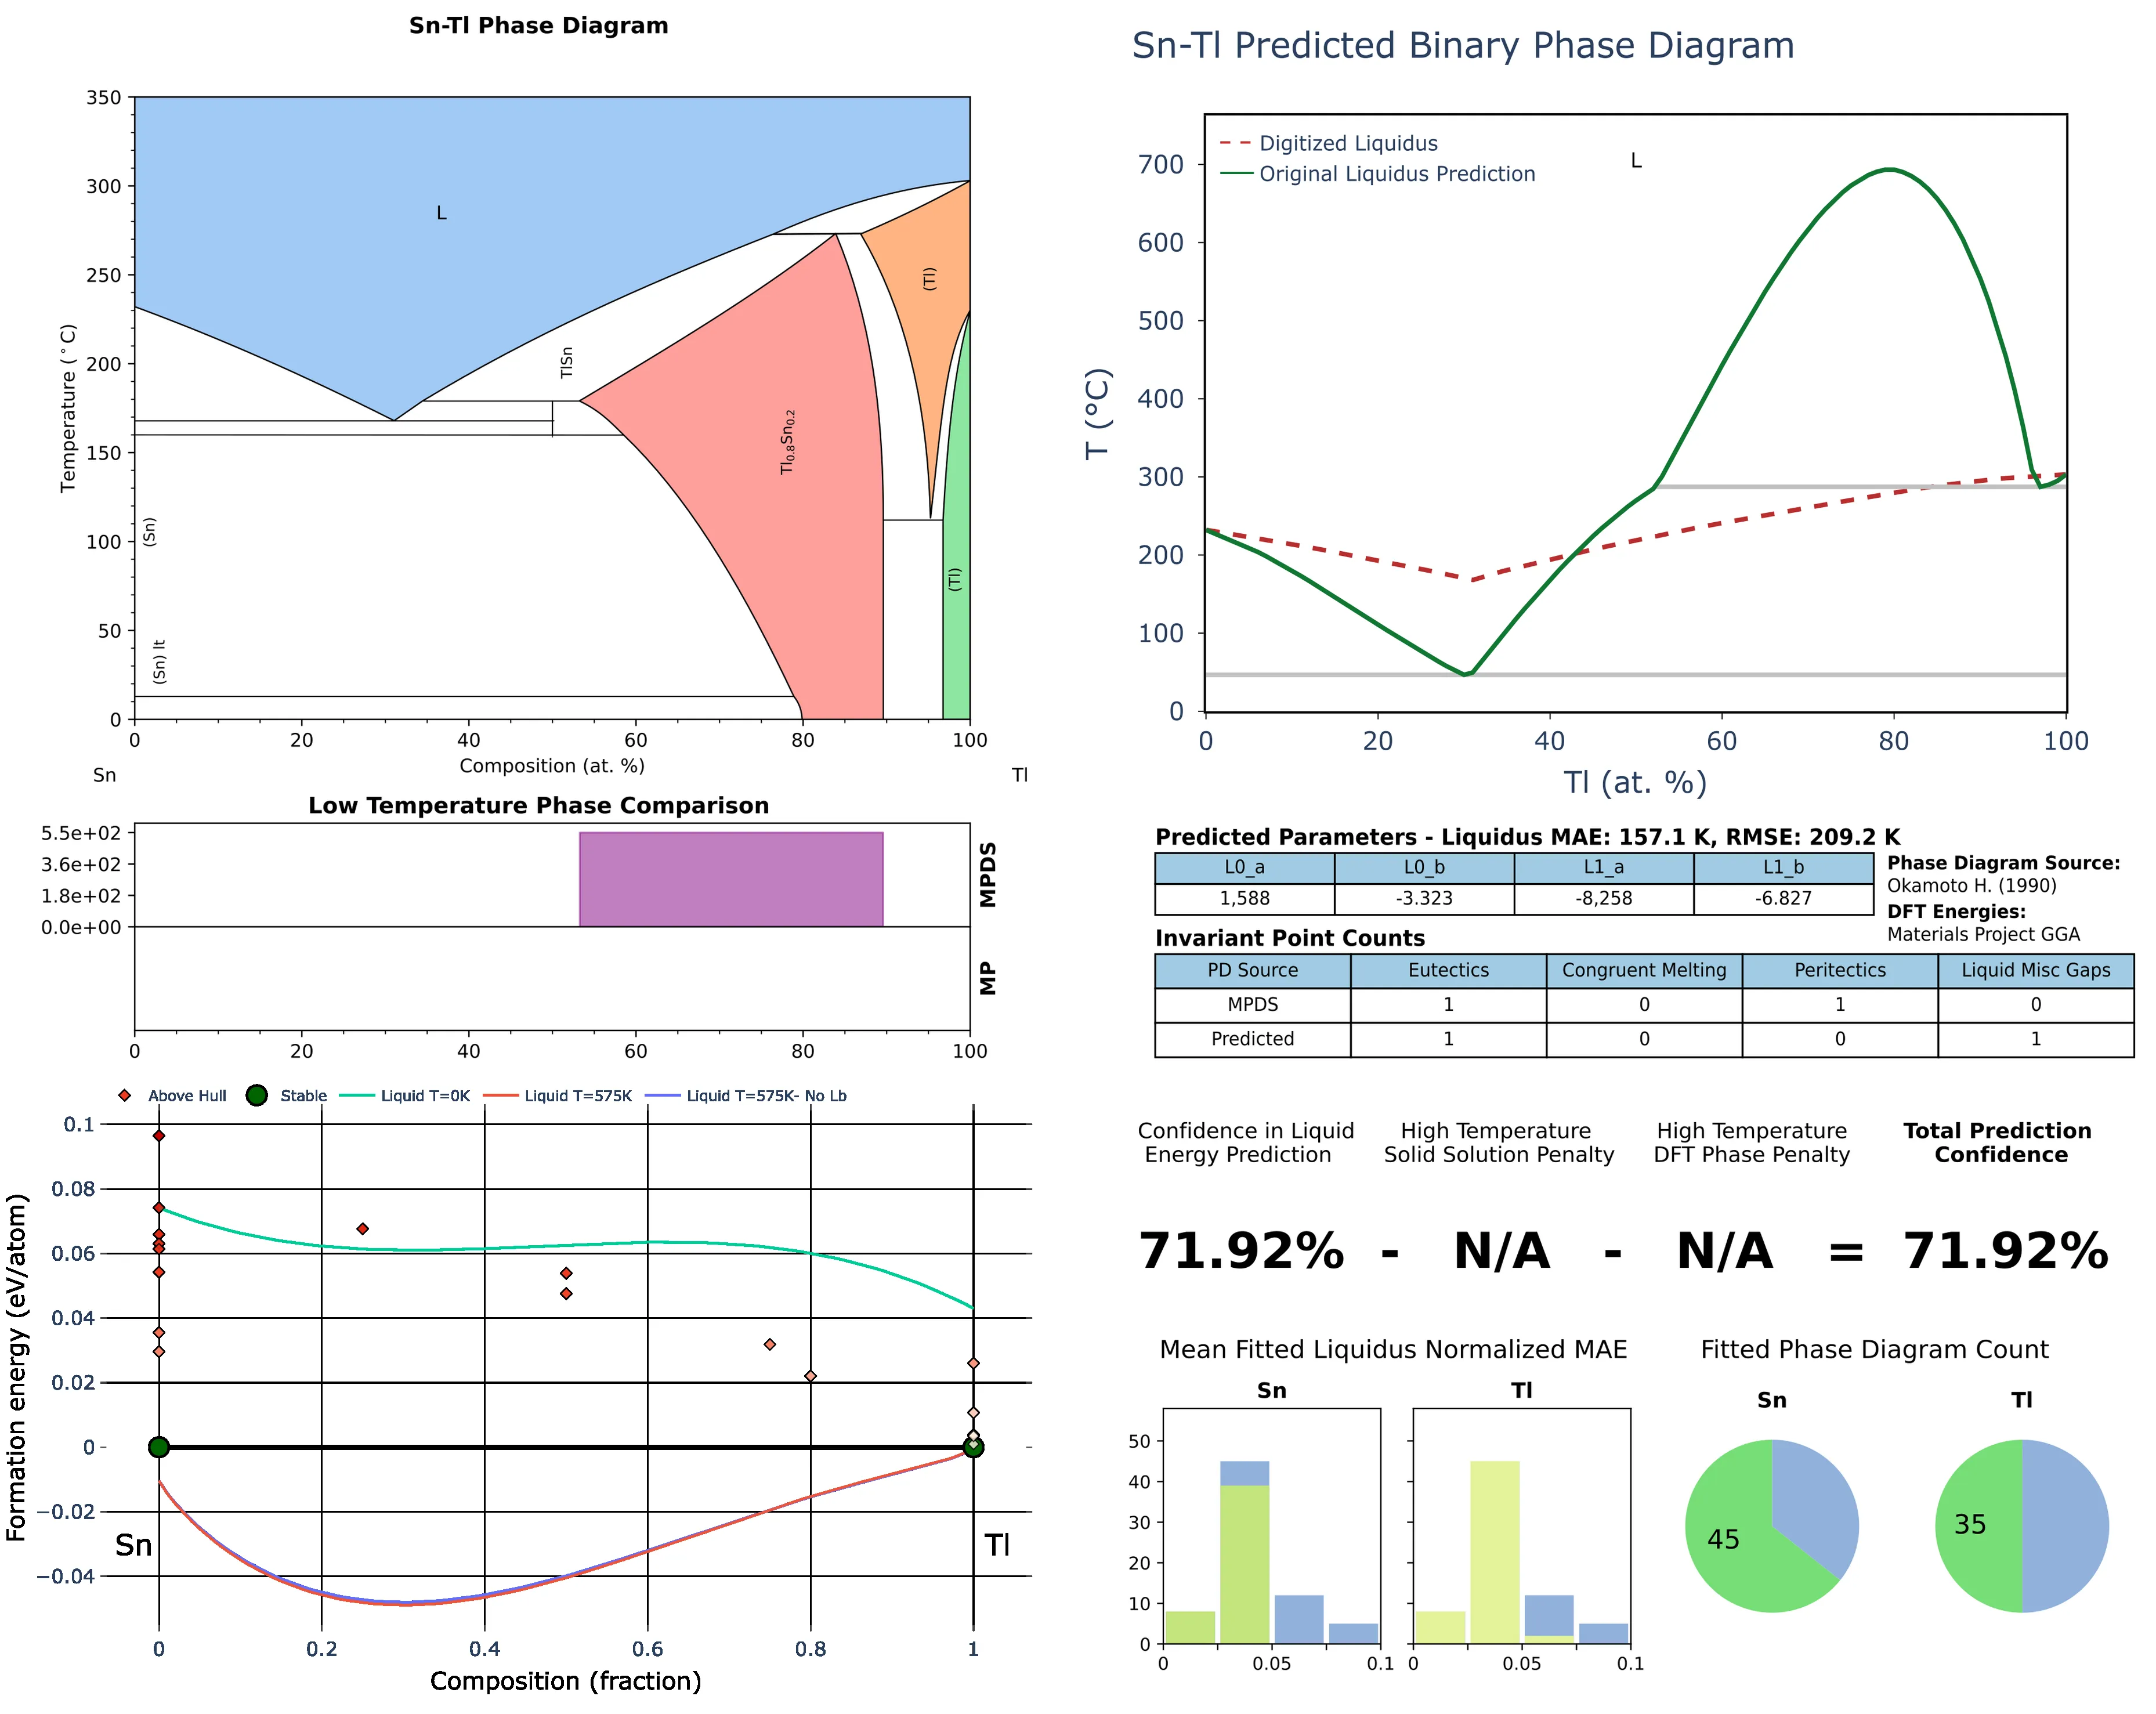 Sn-Tl Phase Diagram
350
300
250
200
150
100
50
0
Temperature (°C)
L
TlSn
(Tl)
Tl0.8Sn0.2
(Sn)
(Tl)
(Sn) lt
0 20 40 60 80 100
Composition (at. %)
Sn Tl
Low Temperature Phase Comparison
5.5e+02
3.6e+02
1.8e+02
0.0e+00
MPDS
MP
0 20 40 60 80 100
Above Hull Stable Liquid T=0K Liquid T=575K Liquid T=575K- No Lb
0.1
0.08
0.06
0.04
0.02
0
−0.02
−0.04
Formation energy (eV/atom)
Sn Tl
0 0.2 0.4 0.6 0.8 1
Composition (fraction)
Sn-Tl Predicted Binary Phase Diagram
Digitized Liquidus
Original Liquidus Prediction
L
700
600
500
400
300
200
100
0
T (°C)
0 20 40 60 80 100
Tl (at. %)
Predicted Parameters - Liquidus MAE: 157.1 K, RMSE: 209.2 K
L0_a L0_b L1_a L1_b
1,588 -3.323 -8,258 -6.827
Phase Diagram Source:
Okamoto H. (1990)
DFT Energies:
Materials Project GGA
Invariant Point Counts
PD Source Eutectics Congruent Melting Peritectics Liquid Misc Gaps
MPDS 1 0 1 0
Predicted 1 0 0 1
Confidence in Liquid
Energy Prediction
High Temperature
Solid Solution Penalty
High Temperature
DFT Phase Penalty
Total Prediction
Confidence
71.92% - N/A - N/A = 71.92%
Mean Fitted Liquidus Normalized MAE
Sn Tl
50
40
30
20
10
0
0 0.05 0.1 0 0.05 0.1
Fitted Phase Diagram Count
Sn Tl
45 35